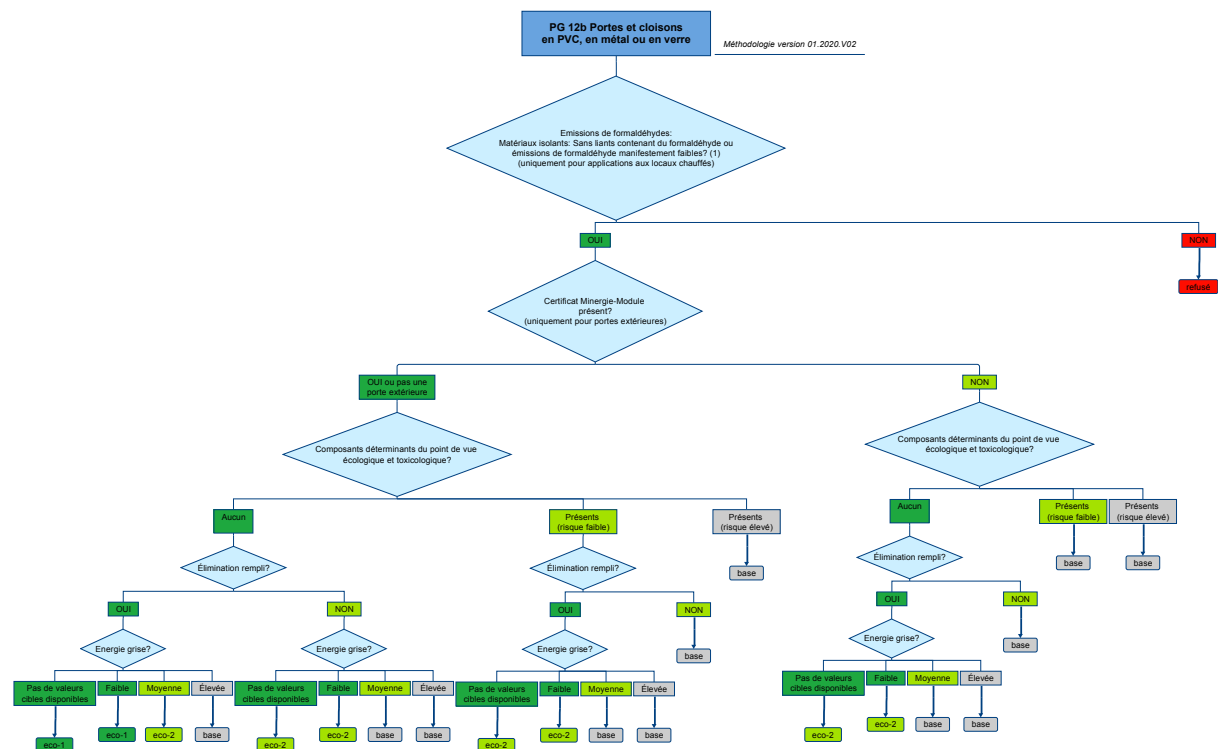 PG 12b Portes et cloisons
en PVC, en métal ou en verre
Méthodologie version 01.2020.V02
Emissions de formaldéhydes:
Matériaux isolants: Sans liants contenant du formaldéhyde ou
émissions de formaldéhyde manifestement faibles? (1)
(uniquement pour applications aux locaux chauffés)
OUI
NON
refusé
Certificat Minergie-Module
présent?
(uniquement pour portes extérieures)
OUI ou pas une
porte extérieure
NON
Composants déterminants du point de vue
écologique et toxicologique?
Composants déterminants du point de vue
écologique et toxicologique?
Aucun
Présents
(risque faible)
Présents
(risque élevé)
Aucun
Présents
(risque faible)
Présents
(risque élevé)
base
base
base
Élimination rempli?
Élimination rempli?
Élimination rempli?
OUI
NON
OUI
NON
OUI
NON
base
base
Energie grise?
Energie grise?
Energie grise?
Energie grise?
Pas de valeurs
cibles disponibles
Faible
Moyenne
Élevée
Pas de valeurs
cibles disponibles
Faible
Moyenne
Élevée
Pas de valeurs
cibles disponibles
Faible
Moyenne
Élevée
Pas de valeurs
cibles disponibles
Faible
Moyenne
Élevée
eco-1
eco-1
eco-2
base
eco-2
eco-2
base
base
eco-2
eco-2
base
base
eco-2
eco-2
base
base